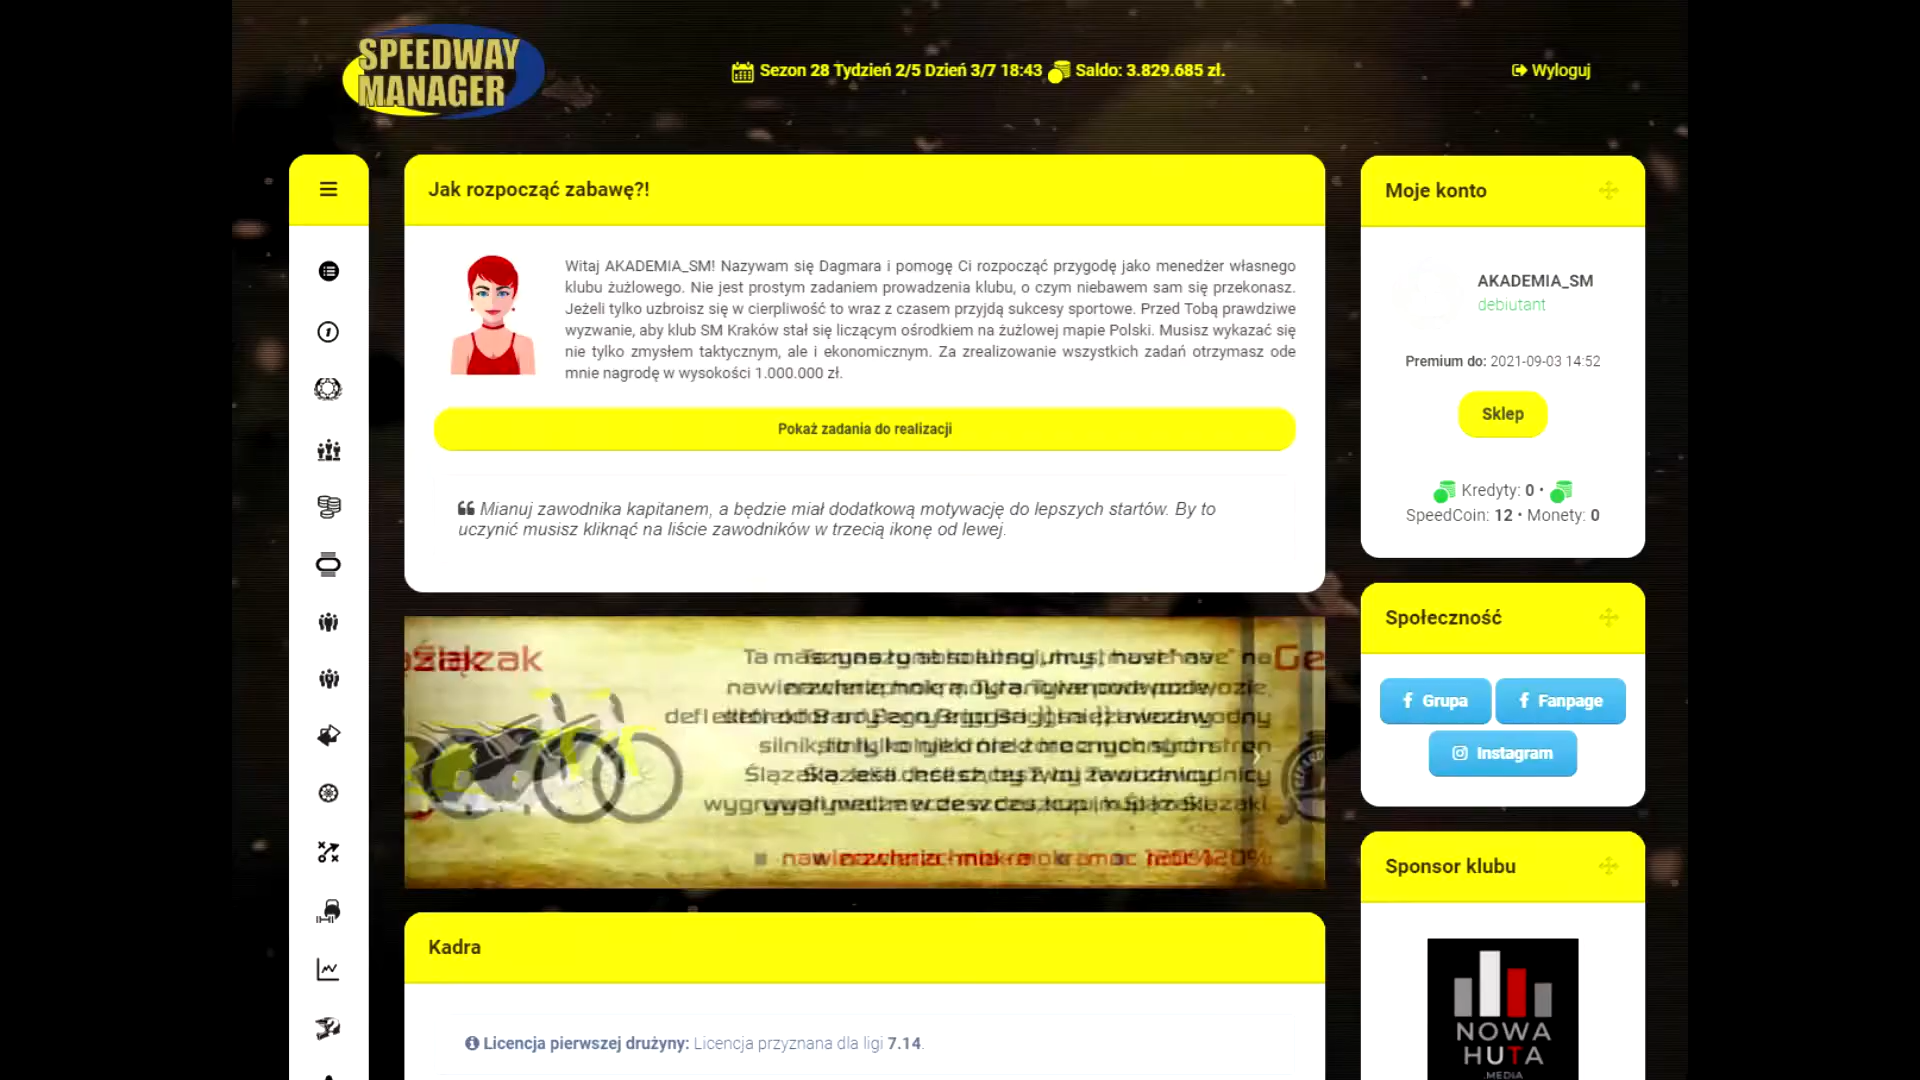 SPEEDWAY
MANAGER
Sezon 28 Tydzień 2/5 Dzień 3/7 18:43 Saldo: 3.829.685 zł.
Wyloguj
Jak rozpocząć zabawę?!
Witaj AKADEMIA_SM! Nazywam się Dagmara i pomogę Ci rozpocząć przygodę jako menedżer własnego
klubu żużlowego. Nie jest prostym zadaniem prowadzenia klubu, o czym niebawem sam się przekonasz.
Jeżeli tylko uzbroisz się w cierpliwość to wraz z czasem przyjdą sukcesy sportowe. Przed Tobą prawdziwe
wyzwanie, aby klub SM Kraków stał się liczącym ośrodkiem na żużlowej mapie Polski. Musisz wykazać się
nie tylko zmysłem taktycznym, ale i ekonomicznym. Za zrealizowanie wszystkich zadań otrzymasz ode
mnie nagrodę w wysokości 1.000.000 zł.
Pokaż zadania do realizacji
Mianuj zawodnika kapitanem, a będzie miał dodatkową motywację do lepszych startów. By to
uczynić musisz kliknąć na liście zawodników w trzecią ikonę od lewej.
Kadra
Licencja pierwszej drużyny: Licencja przyznana dla ligi 7.14.
Moje konto
AKADEMIA_SM
debiutant
Premium do: 2021-09-03 14:52
Sklep
Kredyty: 0 •
SpeedCoin: 12 • Monety: 0
Społeczność
Grupa
Fanpage
Instagram
Sponsor klubu
NOWA
HUTA
.MEDIA